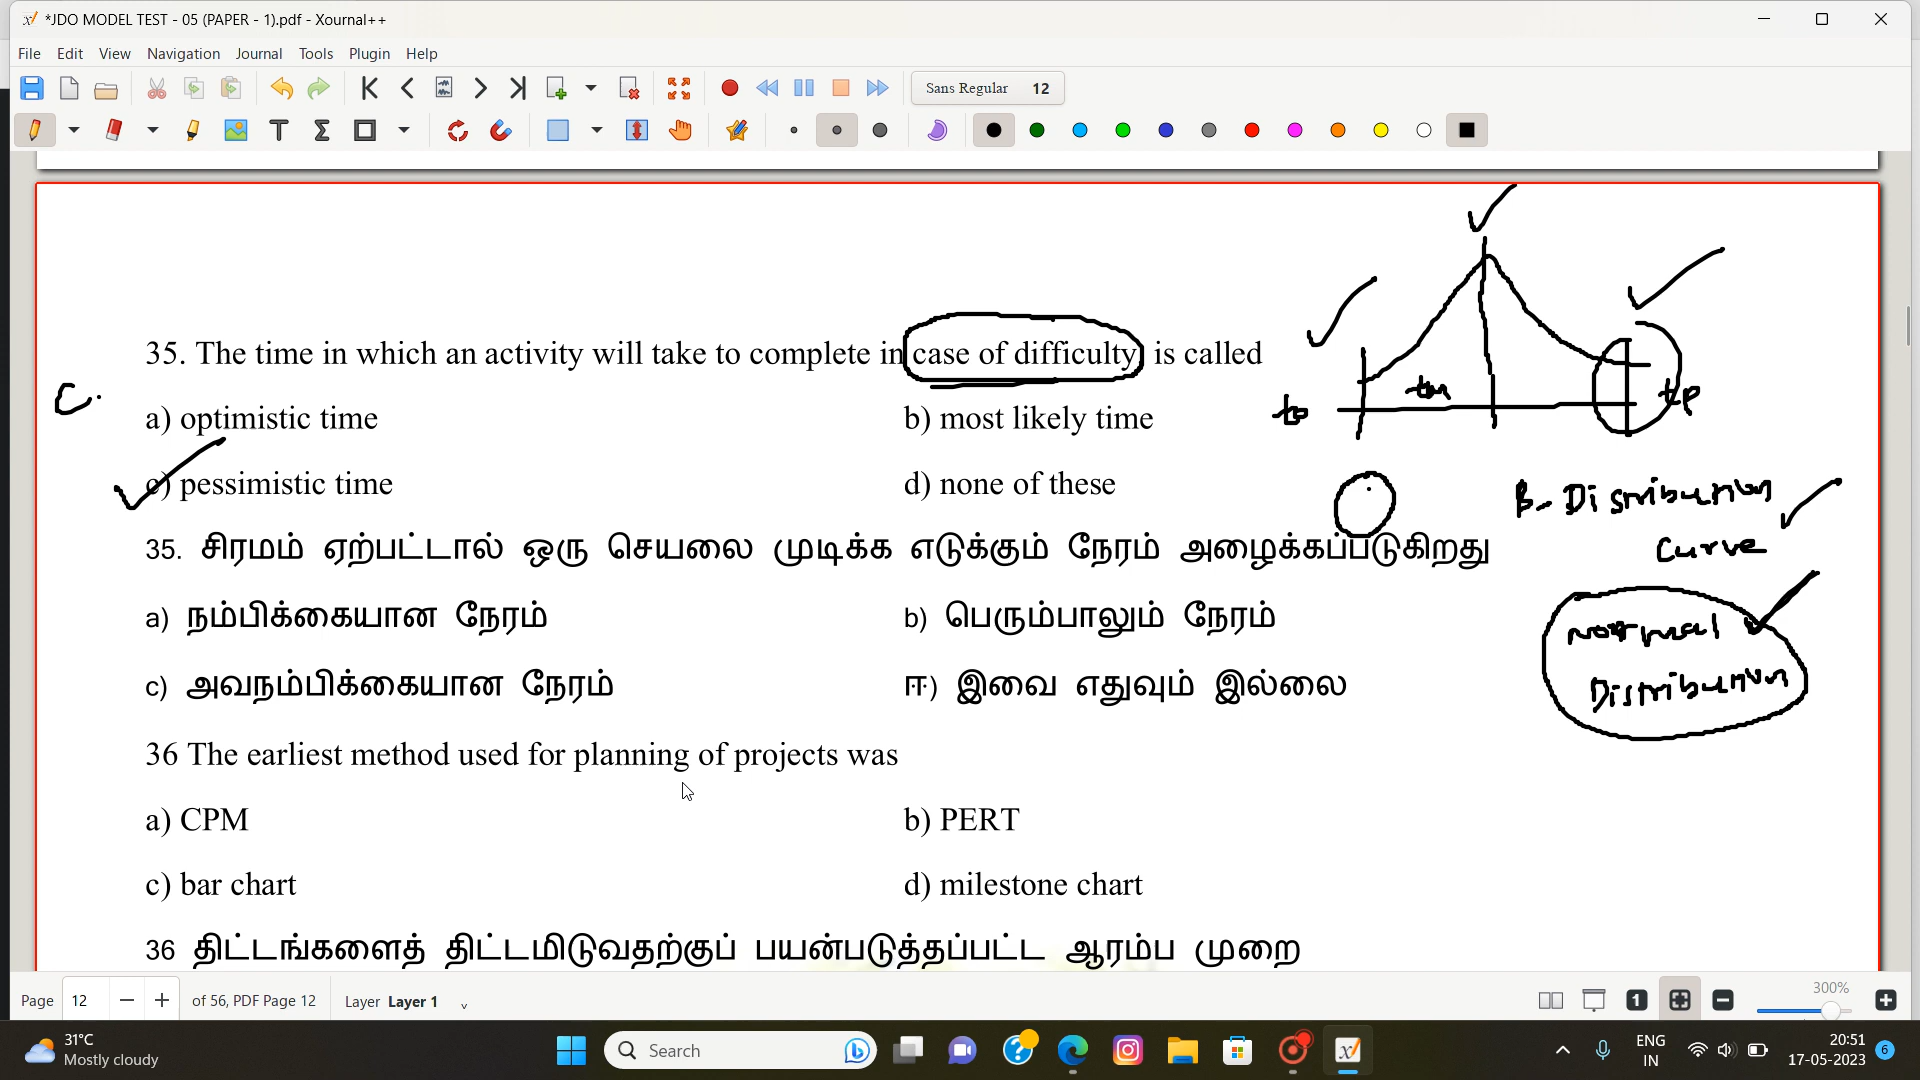 *JDO MODEL TEST - 05 (PAPER - 1).pdf - Xournal++
File Edit View Navigation Journal Tools Plugin Help
Sans Regular 12
35. The time in which an activity will take to complete in case of difficulty is called
C.
a) optimistic time b) most likely time
to tm tp
c) pessimistic time d) none of these
β- Distribution
Curve
35. சிரமம் ஏற்பட்டால் ஒரு செயலை முடிக்க எடுக்கும் நேரம் அழைக்கப்படுகிறது
a) நம்பிக்கையான நேரம் b) பெரும்பாலும் நேரம்
normal
Distribution
c) அவநம்பிக்கையான நேரம் ஈ) இவை எதுவும் இல்லை
36 The earliest method used for planning of projects was
a) CPM b) PERT
c) bar chart d) milestone chart
36 திட்டங்களைத் திட்டமிடுவதற்குப் பயன்படுத்தப்பட்ட ஆரம்ப முறை
Page 12 of 56, PDF Page 12 Layer Layer 1 300%
31°C
Mostly cloudy
Search
ENG
IN
20:51
17-05-2023
6